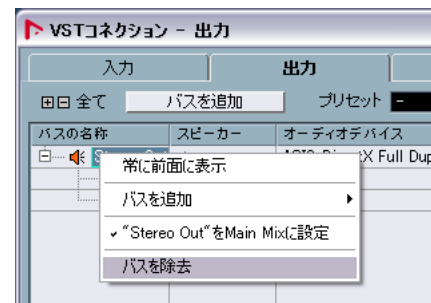 VSTコネクション - 出力
入力
出力
全て
バスを追加
プリセット -
バスの名称
スピーカー
オーディオデバイス
常に前面に表示
バスを追加
"Stereo Out"をMain Mixに設定
バスを除去